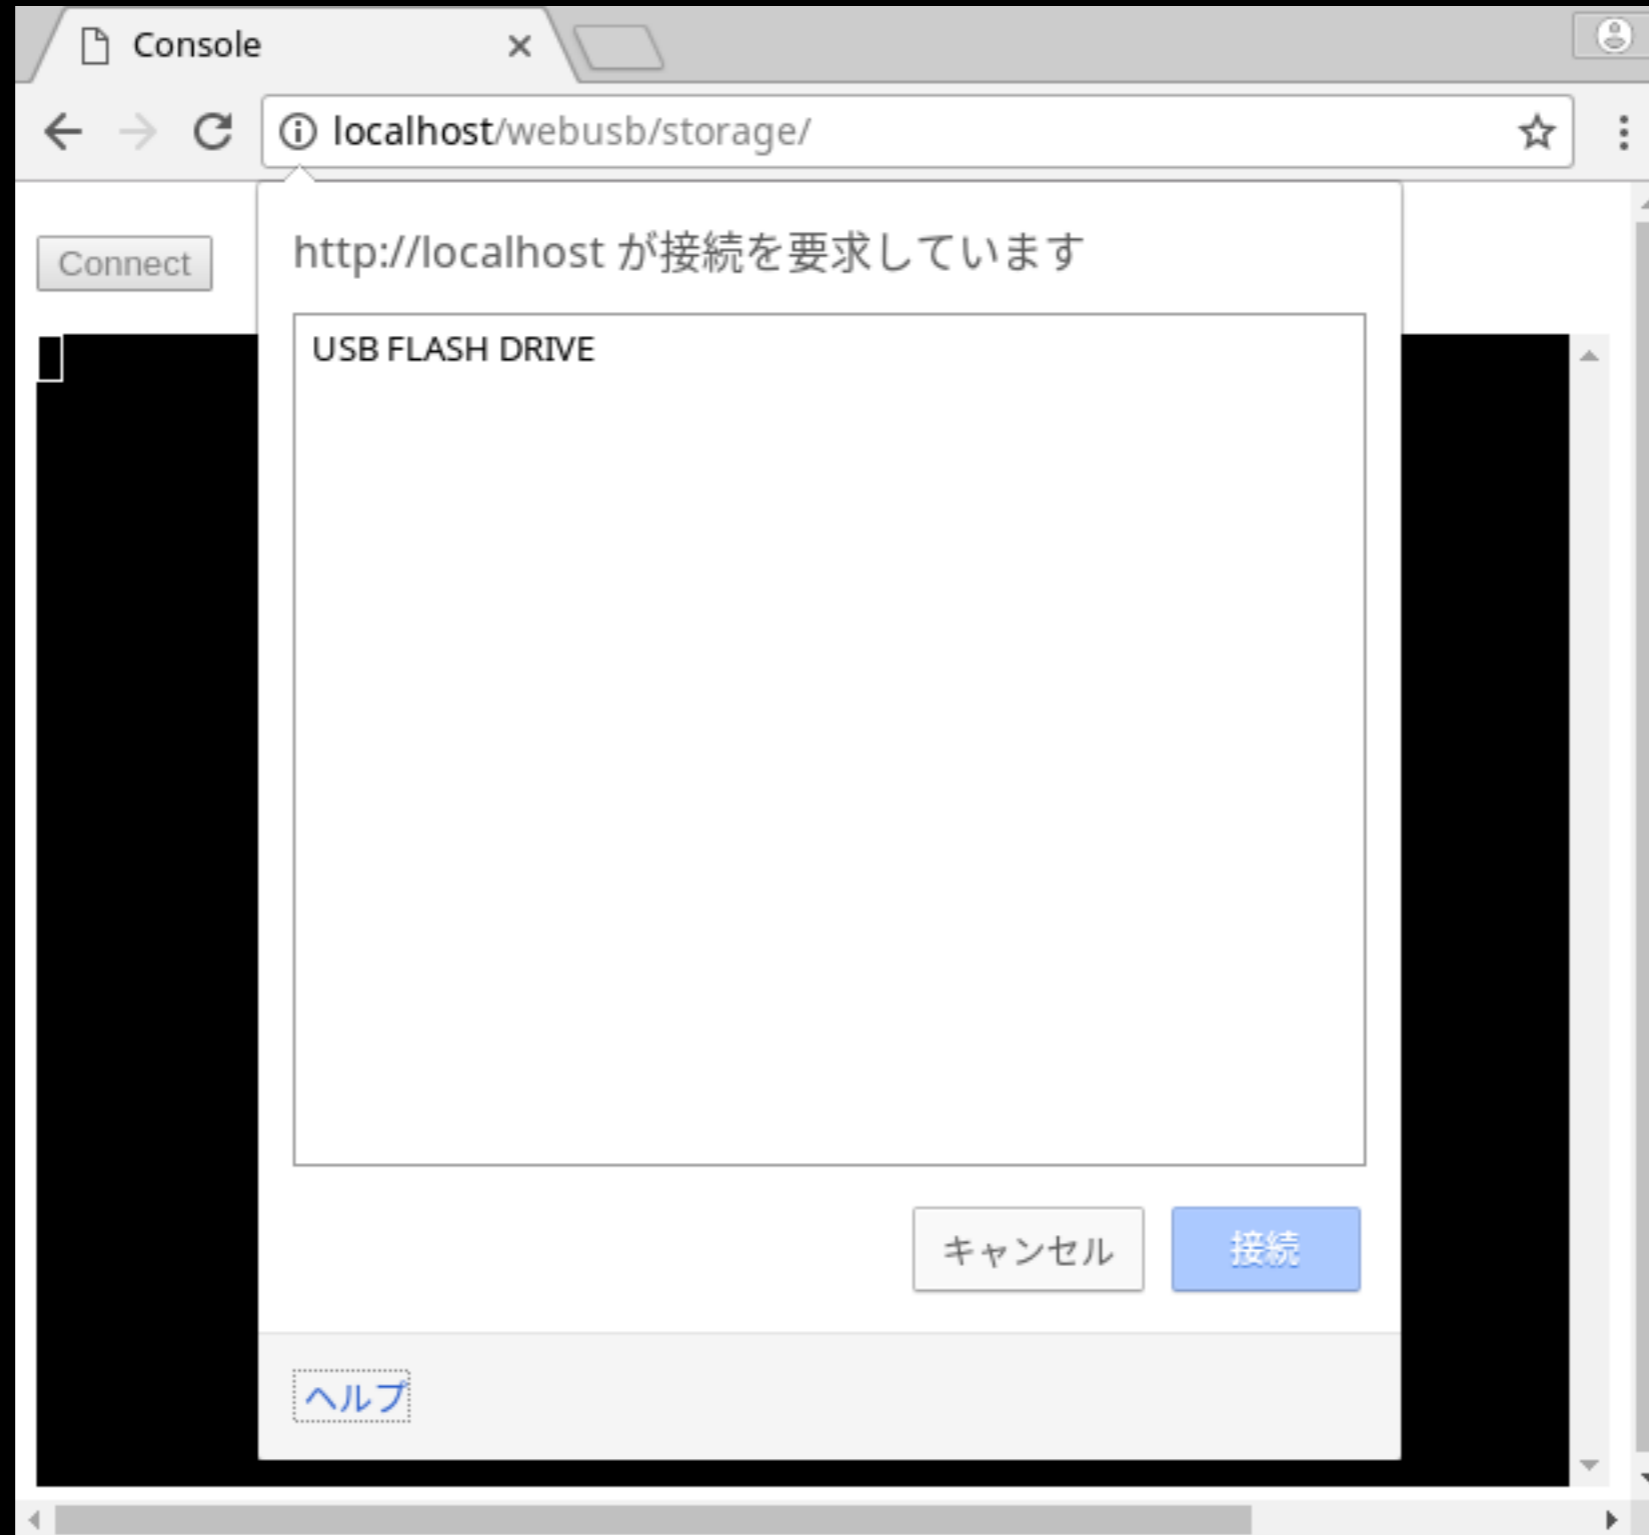 Console
localhost/webusb/storage/
Connect
http://localhost が接続を要求しています
USB FLASH DRIVE
キャンセル
接続
ヘルプ